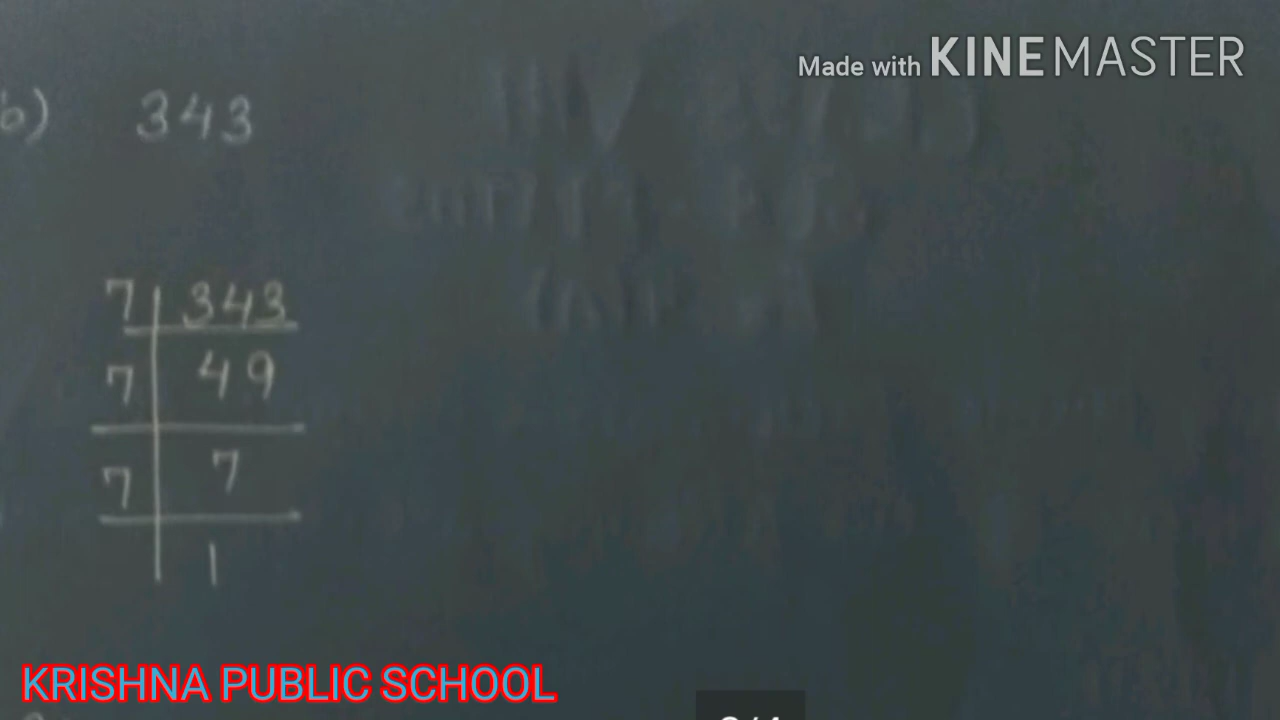 Made with KINEMASTER
b) 343
7 343
7 49
7 7
1
KRISHNA PUBLIC SCHOOL